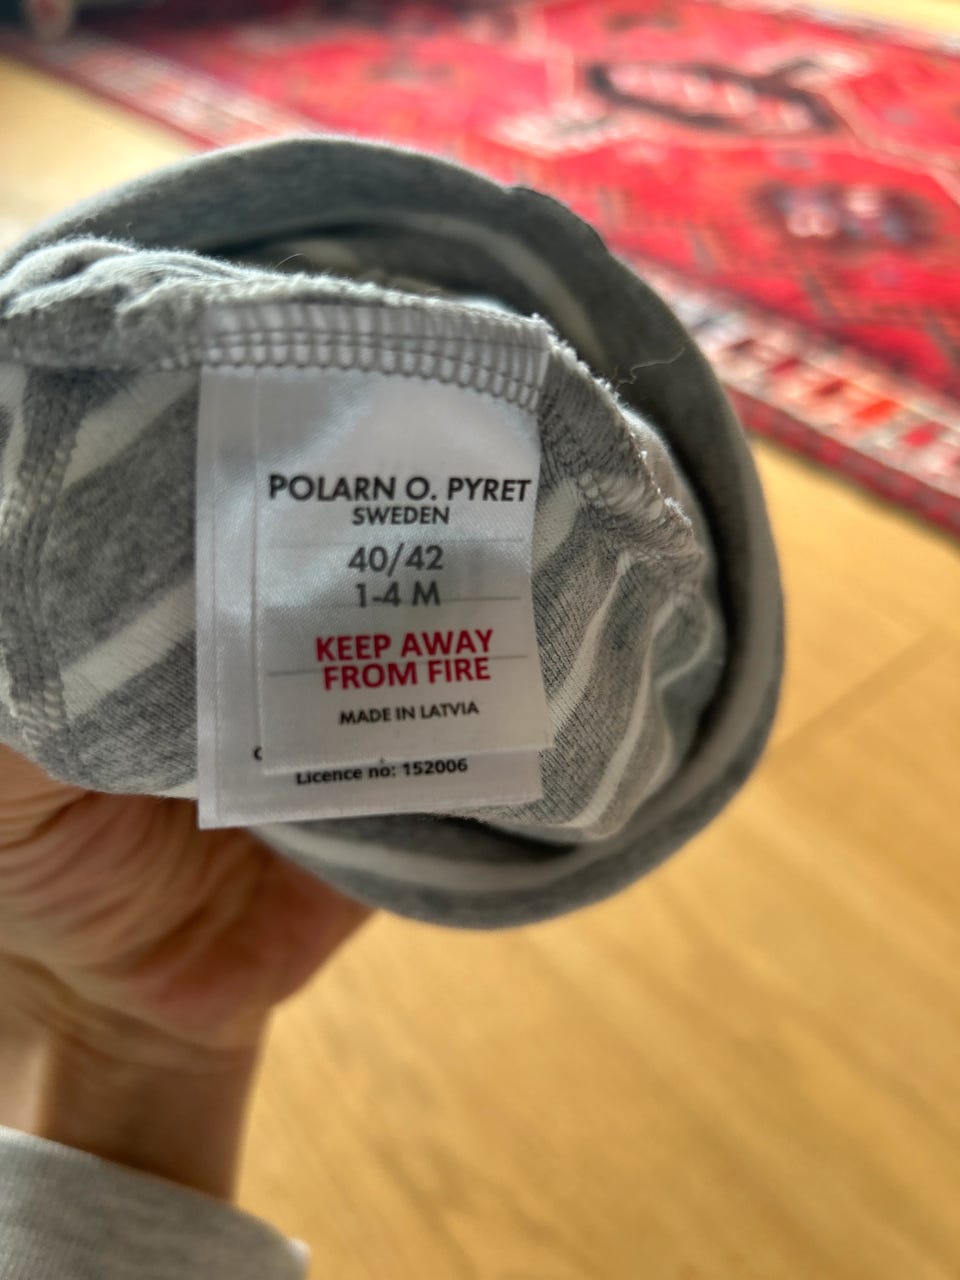 POLARN O. PYRET
SWEDEN
40/42
1-4 M
KEEP AWAY
FROM FIRE
MADE IN LATVIA
Licence no: 152006